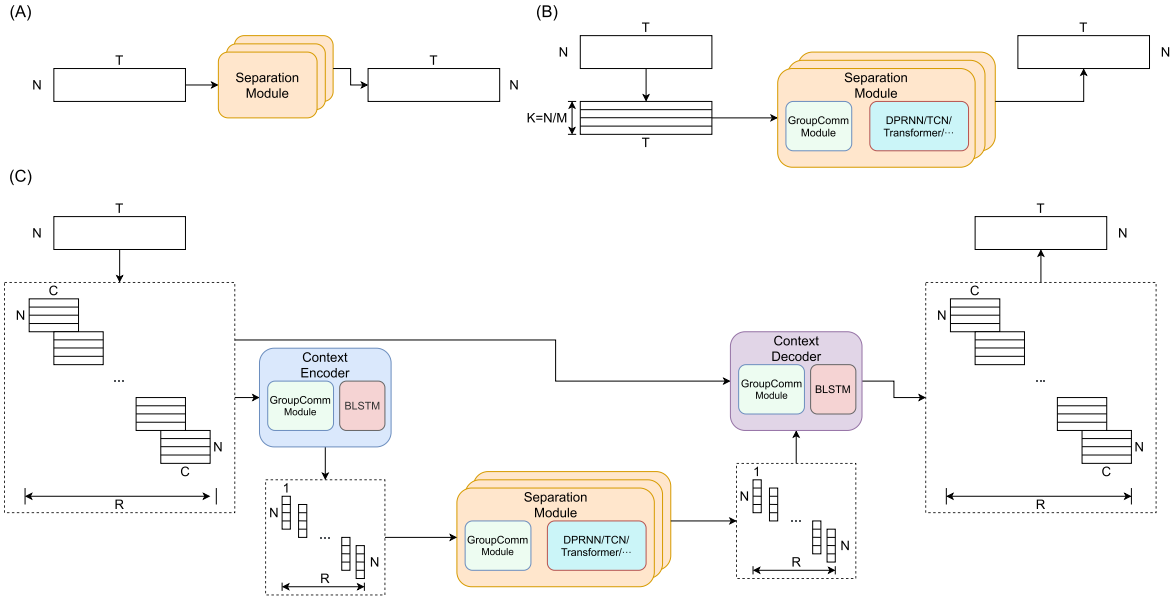 (A)
T
N
Separation
Module
T
N
(B)
T
N
K=N/M
T
Separation
Module
GroupComm
Module
DPRNN/TCN/
Transformer/···
T
N
(C)
T
N
C
N
...
N
C
R
Context
Encoder
GroupComm
Module
BLSTM
1
N
...
N
R
Separation
Module
GroupComm
Module
DPRNN/TCN/
Transformer/···
Context
Decoder
GroupComm
Module
BLSTM
1
N
...
N
R
T
N
C
N
...
N
C
R